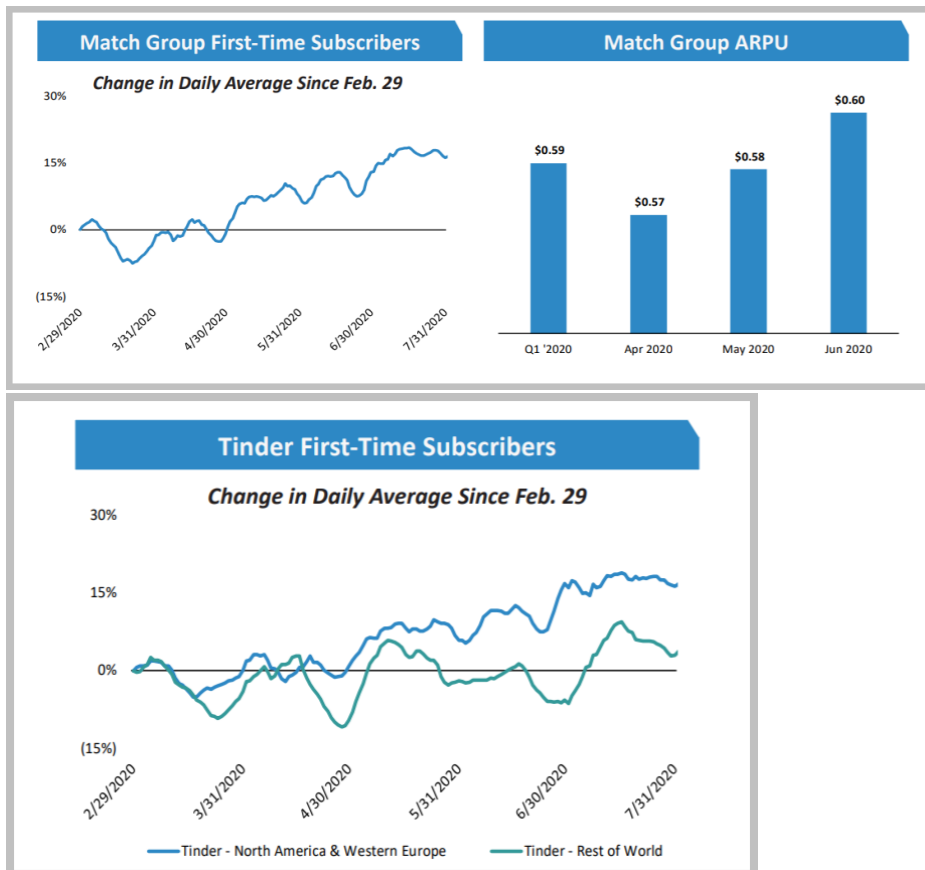 Match Group First-Time Subscribers
Change in Daily Average Since Feb. 29
30%
15%
0%
(15%)
2/29/2020
3/31/2020
4/30/2020
5/31/2020
6/30/2020
7/31/2020
Match Group ARPU
$0.59
$0.57
$0.58
$0.60
Q1 '2020
Apr 2020
May 2020
Jun 2020
Tinder First-Time Subscribers
Change in Daily Average Since Feb. 29
30%
15%
0%
(15%)
2/29/2020
3/31/2020
4/30/2020
5/31/2020
6/30/2020
7/31/2020
Tinder - North America & Western Europe
Tinder - Rest of World